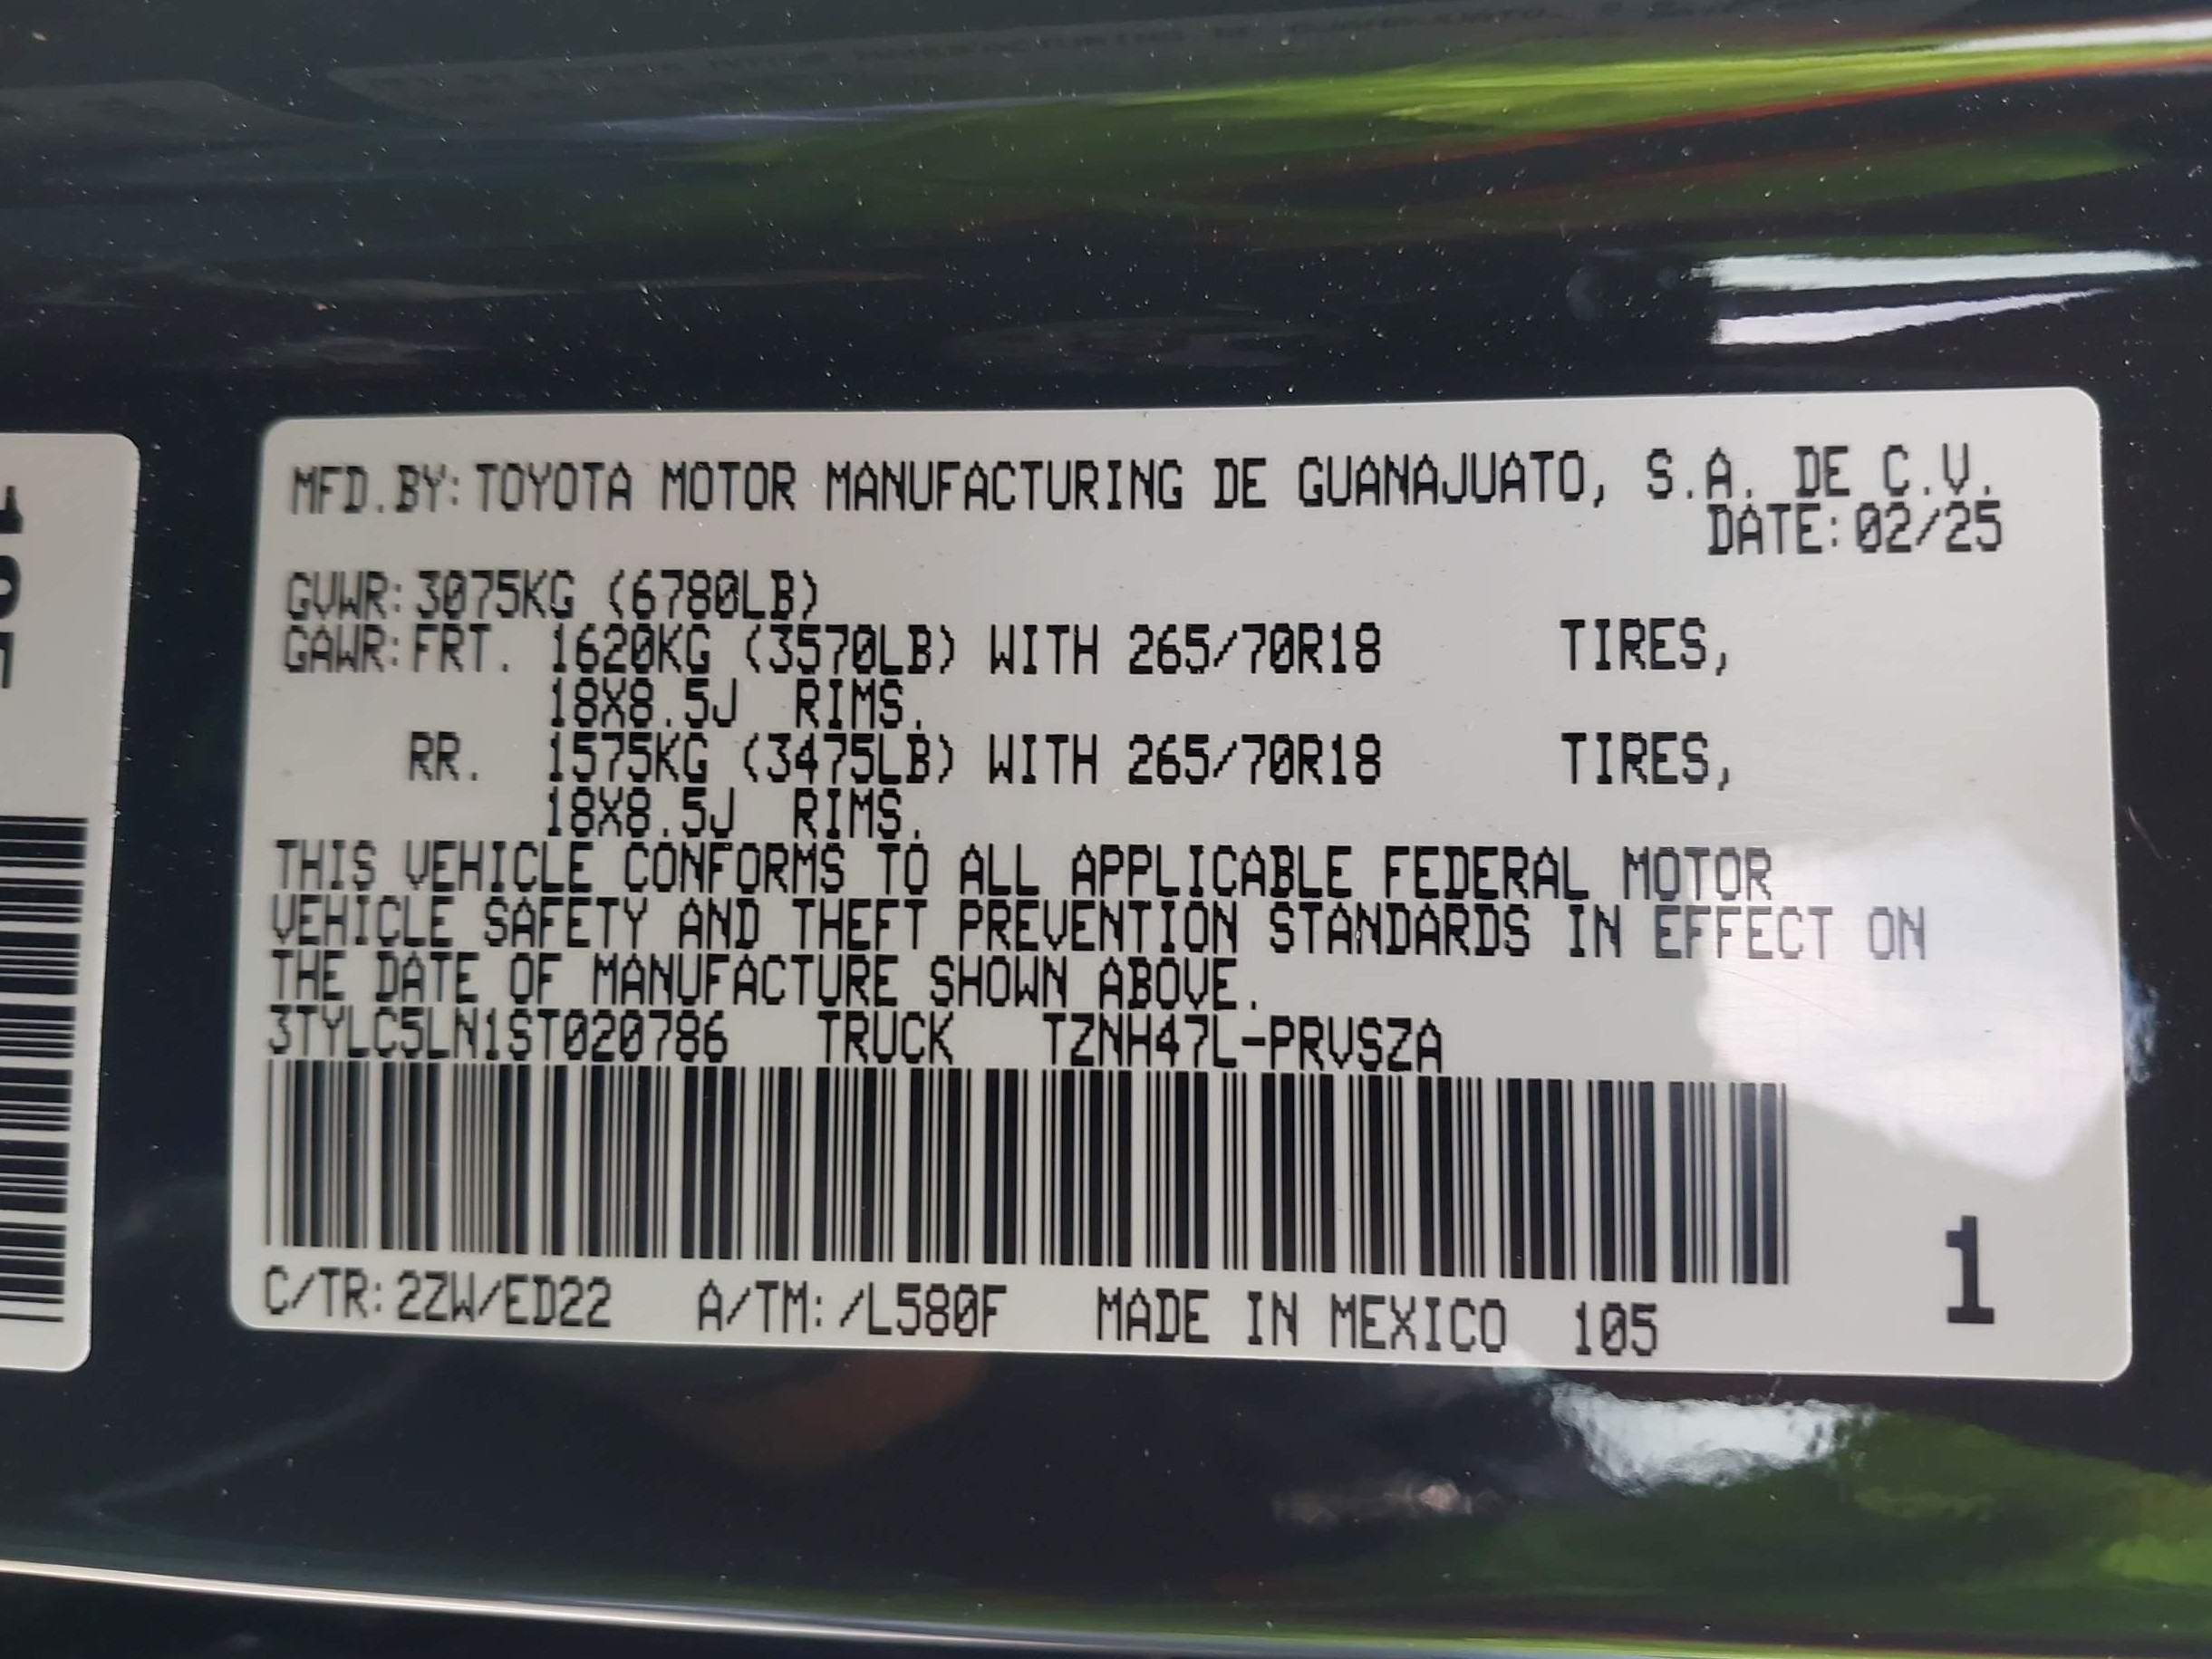 MFD.BY: TOYOTA MOTOR MANUFACTURING DE GUANAJUATO, S.A. DE C.V.
DATE: 02/25
GVWR: 3075KG (6780LB)
GAWR: FRT. 1620KG (3570LB) WITH 265/70R18 TIRES,
18X8.5J RIMS.
RR. 1575KG (3475LB) WITH 265/70R18 TIRES,
18X8.5J RIMS.
THIS VEHICLE CONFORMS TO ALL APPLICABLE FEDERAL MOTOR
VEHICLE SAFETY AND THEFT PREVENTION STANDARDS IN EFFECT ON
THE DATE OF MANUFACTURE SHOWN ABOVE.
3TYLC5LN1ST020786 TRUCK TZNH47L-PRVSZA
C/TR: 2ZW/ED22 A/TM: /L580F MADE IN MEXICO 105
1